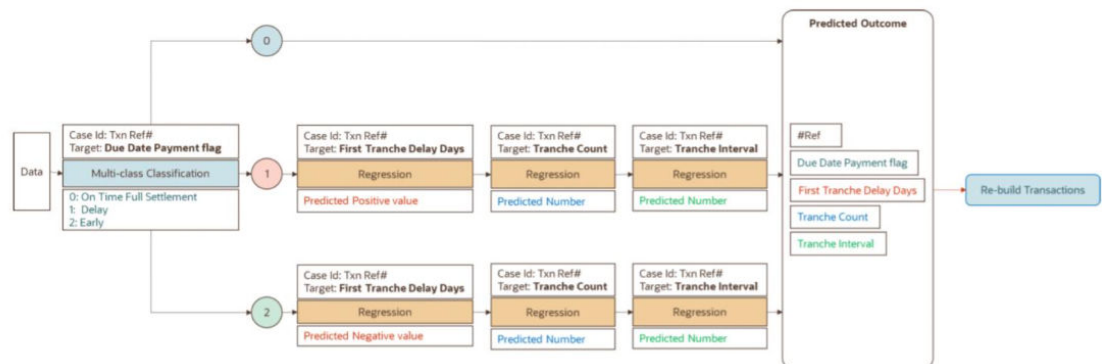 Predicted Outcome
0
Data
Case Id: Txn Ref#
Target: Due Date Payment flag
Multi-class Classification
0: On Time Full Settlement
1: Delay
2: Early
1
Case Id: Txn Ref#
Target: First Tranche Delay Days
Regression
Predicted Positive value
Case Id: Txn Ref#
Target: Tranche Count
Regression
Predicted Number
Case Id: Txn Ref#
Target: Tranche Interval
Regression
Predicted Number
2
Case Id: Txn Ref#
Target: First Tranche Delay Days
Regression
Predicted Negative value
Case Id: Txn Ref#
Target: Tranche Count
Regression
Predicted Number
Case Id: Txn Ref#
Target: Tranche Interval
Regression
Predicted Number
#Ref
Due Date Payment flag
First Tranche Delay Days
Tranche Count
Tranche Interval
Re-build Transactions